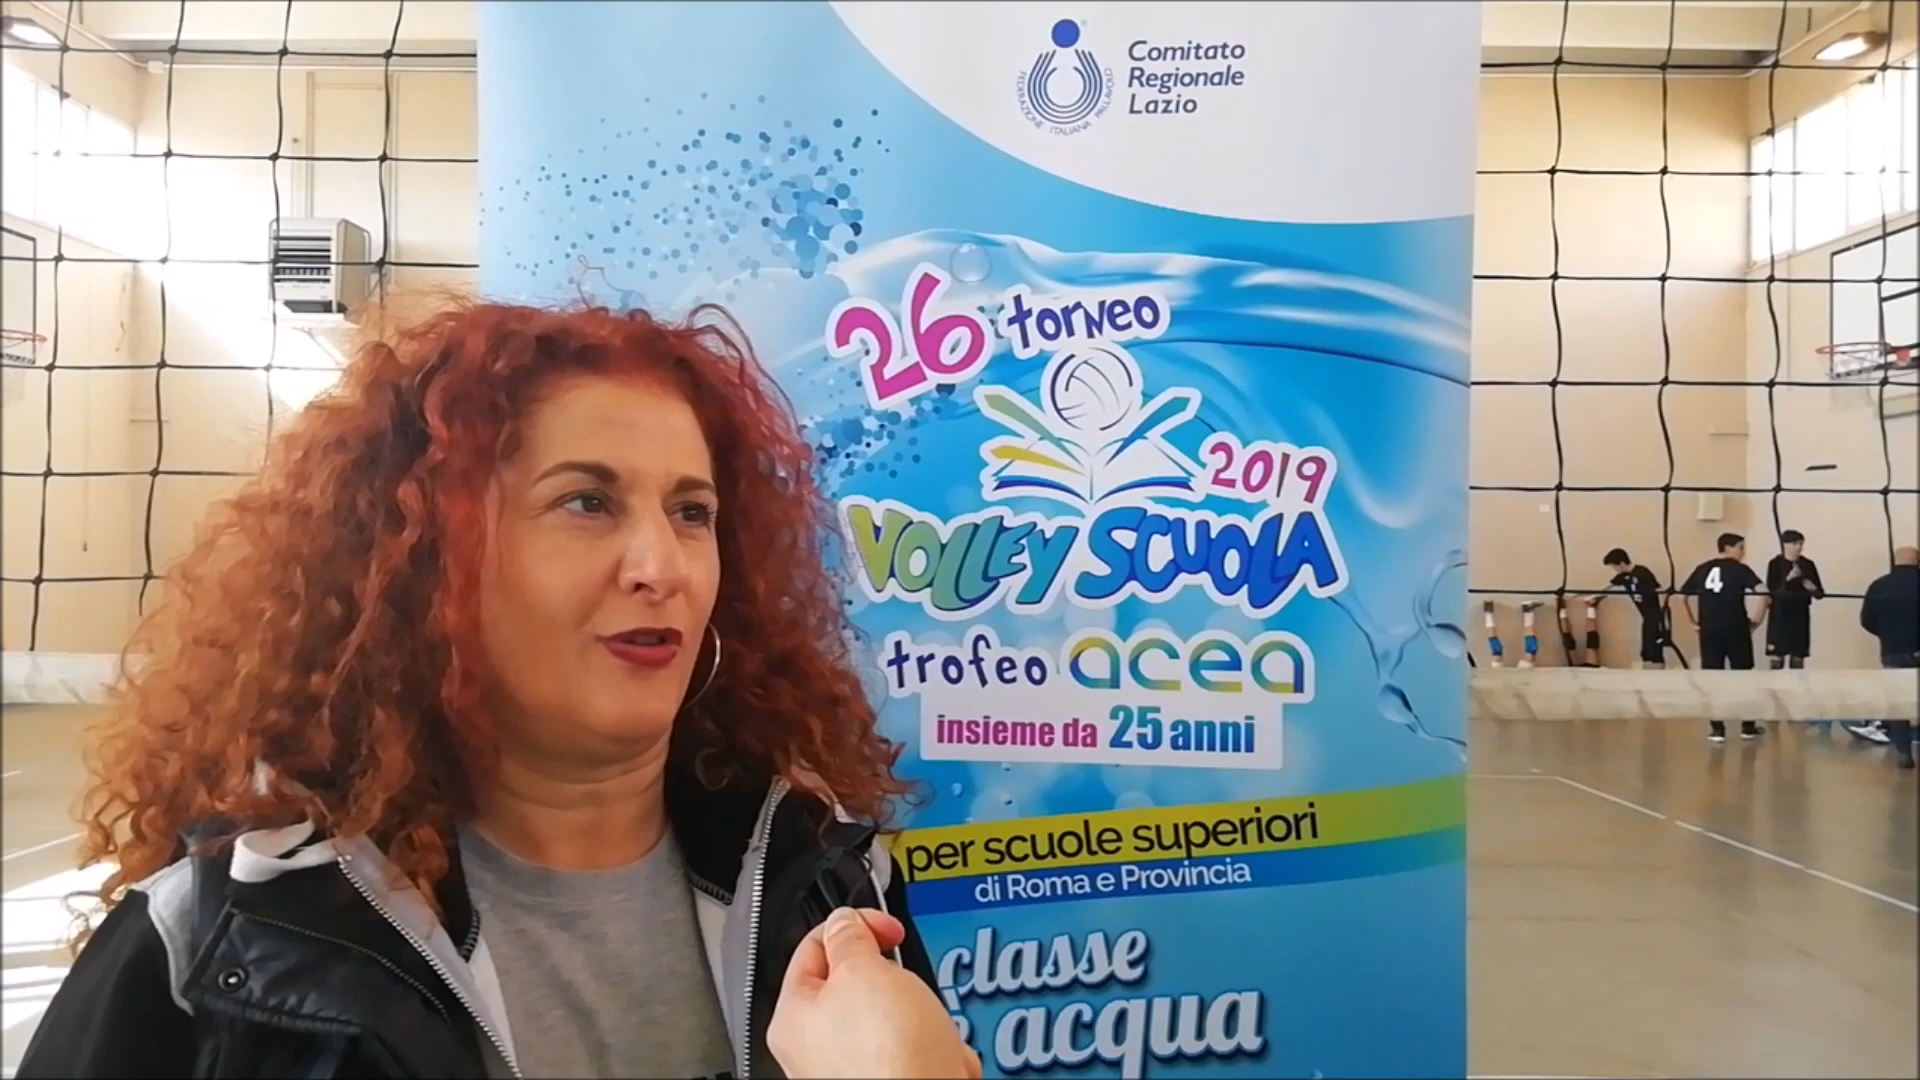 Comitato
Regionale
Lazio
FEDERAZIONE ITALIANA PALLAVOLO
26 torneo
2019
VOLLEY SCUOLA
trofeo acea
insieme da 25 anni
per scuole superiori
di Roma e Provincia
classe
acqua
4